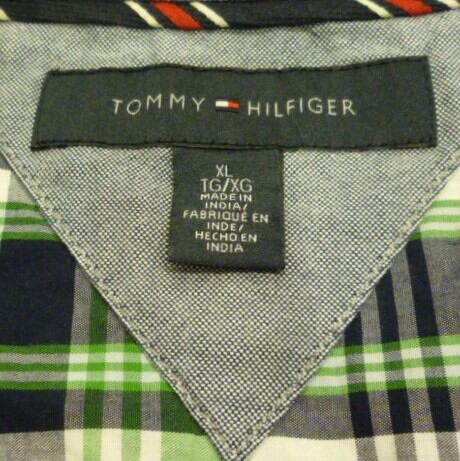 TOMMY HILFIGER
XL
TG/XG
MADE IN
INDIA/
FABRIQUÉ EN
INDE/
HECHO EN
INDIA